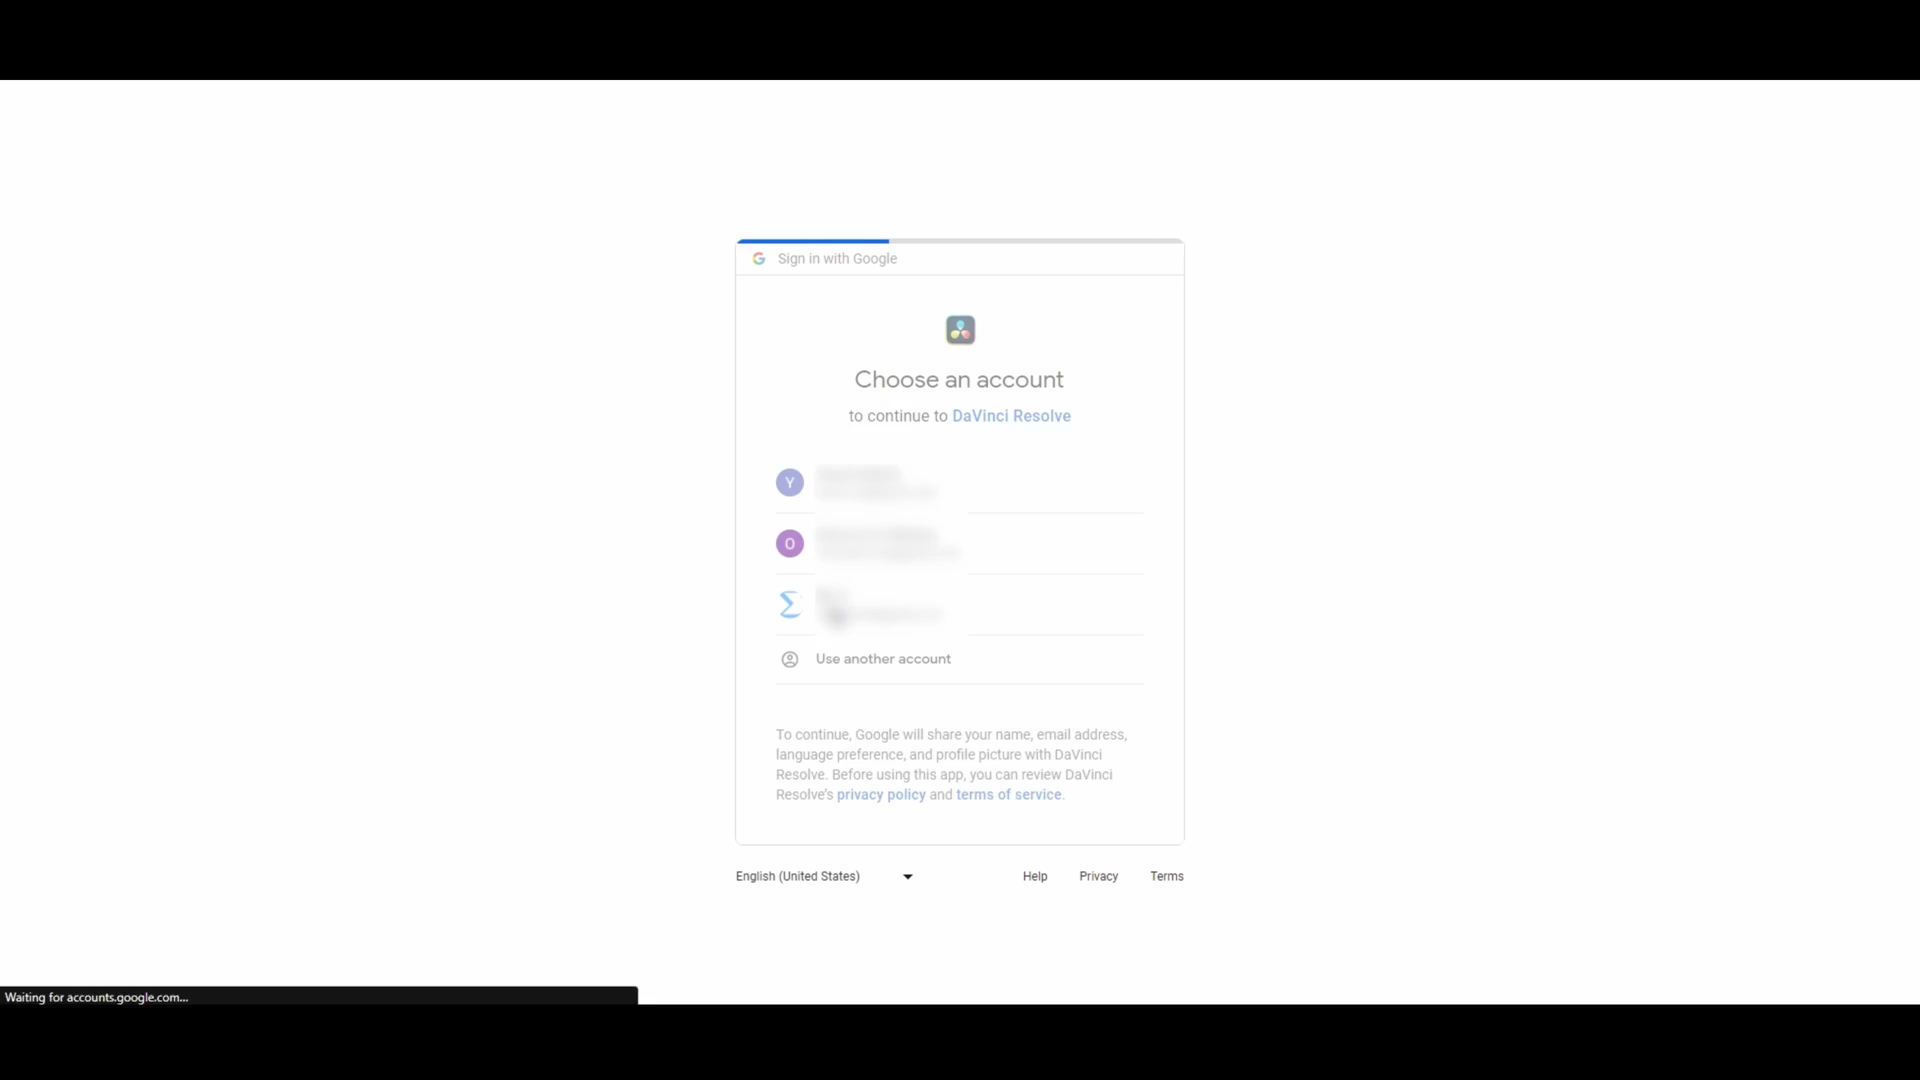 Sign in with Google
Choose an account
to continue to DaVinci Resolve
Y
O
Use another account
To continue, Google will share your name, email address,
language preference, and profile picture with DaVinci
Resolve. Before using this app, you can review DaVinci
Resolve's privacy policy and terms of service.
English (United States)
Help
Privacy
Terms
Waiting for accounts.google.com...